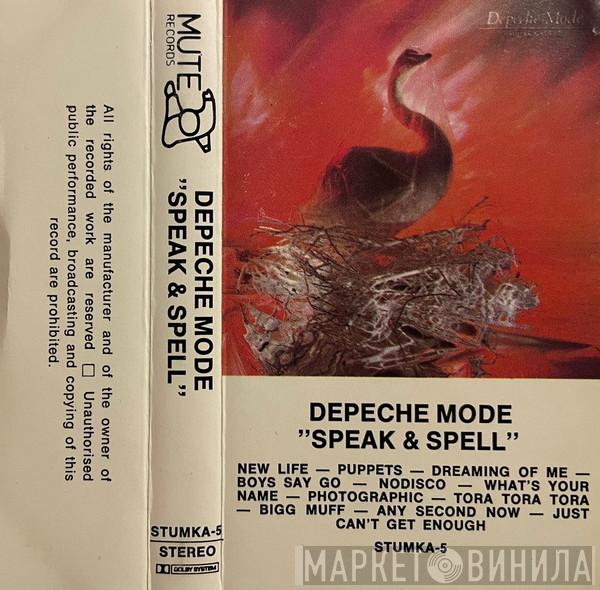 All rights of the manufacturer and of the owner of
the recorded work are reserved □ Unauthorised
public performance, broadcasting and copying of this
record are prohibited.
MUTE
RECORDS
DEPECHE MODE
"SPEAK & SPELL"
STUMKA-5
STEREO
DOLBY SYSTEM
Depeche Mode
DEPECHE MODE
"SPEAK & SPELL"
NEW LIFE — PUPPETS — DREAMING OF ME —
BOYS SAY GO — NODISCO — WHAT'S YOUR
NAME — PHOTOGRAPHIC — TORA TORA TORA
— BIGG MUFF — ANY SECOND NOW — JUST
CAN'T GET ENOUGH
STUMKA-5
МАРКЕТ ВИНИЛА